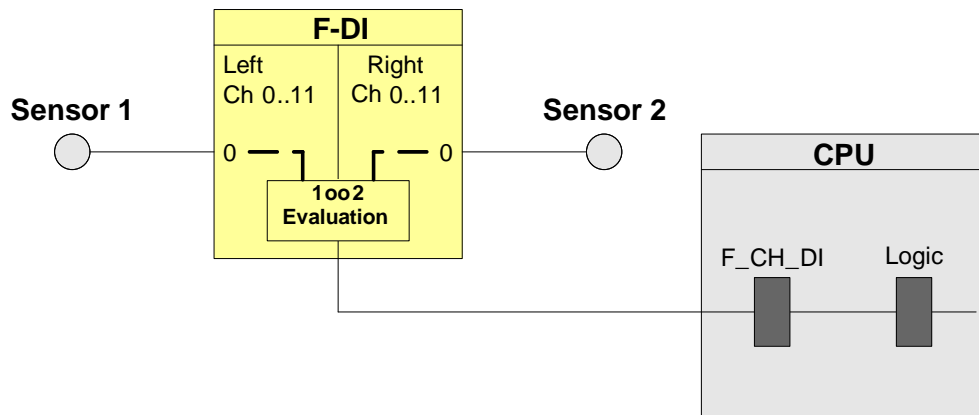 F-DI
Left
Ch 0..11
Right
Ch 0..11
Sensor 1
Sensor 2
0
0
1oo2
Evaluation
CPU
F_CH_DI
Logic